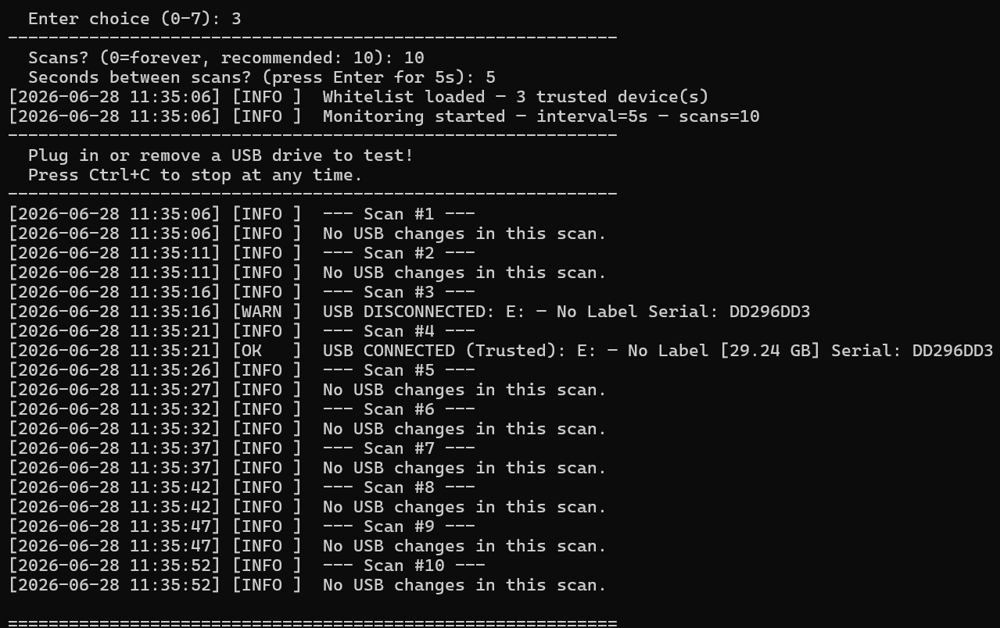 Enter choice (0-7): 3
------------------------------------------------------------
  Scans? (0=forever, recommended: 10): 10
  Seconds between scans? (press Enter for 5s): 5
[2026-06-28 11:35:06] [INFO ]  Whitelist loaded — 3 trusted device(s)
[2026-06-28 11:35:06] [INFO ]  Monitoring started — interval=5s — scans=10
------------------------------------------------------------
  Plug in or remove a USB drive to test!
  Press Ctrl+C to stop at any time.
------------------------------------------------------------
[2026-06-28 11:35:06] [INFO ]  --- Scan #1 ---
[2026-06-28 11:35:06] [INFO ]  No USB changes in this scan.
[2026-06-28 11:35:11] [INFO ]  --- Scan #2 ---
[2026-06-28 11:35:11] [INFO ]  No USB changes in this scan.
[2026-06-28 11:35:16] [INFO ]  --- Scan #3 ---
[2026-06-28 11:35:16] [WARN ]  USB DISCONNECTED: E: — No Label Serial: DD296DD3
[2026-06-28 11:35:21] [INFO ]  --- Scan #4 ---
[2026-06-28 11:35:21] [OK   ]  USB CONNECTED (Trusted): E: — No Label [29.24 GB] Serial: DD296DD3
[2026-06-28 11:35:26] [INFO ]  --- Scan #5 ---
[2026-06-28 11:35:27] [INFO ]  No USB changes in this scan.
[2026-06-28 11:35:32] [INFO ]  --- Scan #6 ---
[2026-06-28 11:35:32] [INFO ]  No USB changes in this scan.
[2026-06-28 11:35:37] [INFO ]  --- Scan #7 ---
[2026-06-28 11:35:37] [INFO ]  No USB changes in this scan.
[2026-06-28 11:35:42] [INFO ]  --- Scan #8 ---
[2026-06-28 11:35:42] [INFO ]  No USB changes in this scan.
[2026-06-28 11:35:47] [INFO ]  --- Scan #9 ---
[2026-06-28 11:35:47] [INFO ]  No USB changes in this scan.
[2026-06-28 11:35:52] [INFO ]  --- Scan #10 ---
[2026-06-28 11:35:52] [INFO ]  No USB changes in this scan.
============================================================